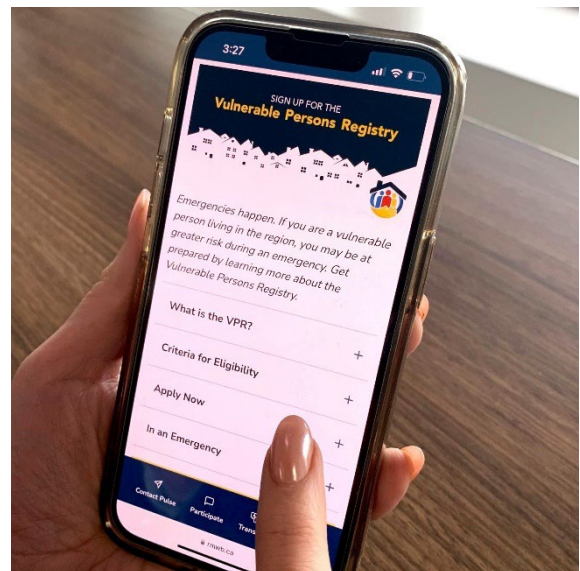 3:27
SIGN UP FOR THE
Vulnerable Persons Registry
Emergencies happen. If you are a vulnerable
person living in the region, you may be at
greater risk during an emergency. Get
prepared by learning more about the
Vulnerable Persons Registry.
What is the VPR?
+
Criteria for Eligibility
+
Apply Now
+
In an Emergency
+
Contact Pulse
Participate
rmwb.ca